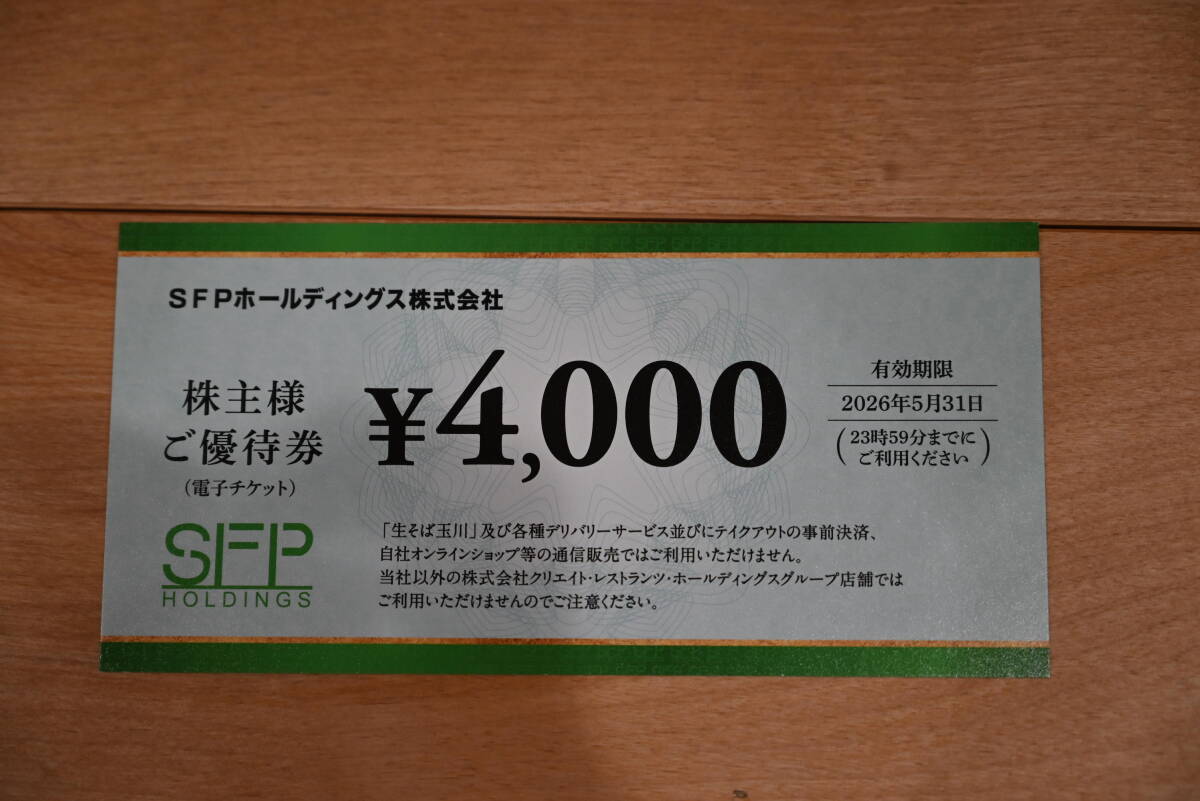 SFPホールディングス株式会社
株主様
ご優待券
(電子チケット)
¥4,000
有効期限
2026年5月31日
(23時59分までに
ご利用ください)
SFP
HOLDINGS
「生そば玉川」及び各種デリバリーサービス並びにテイクアウトの事前決済、
自社オンラインショップ等の通信販売ではご利用いただけません。
当社以外の株式会社クリエイト・レストランツ・ホールディングスグループ店舗では
ご利用いただけませんのでご注意ください。